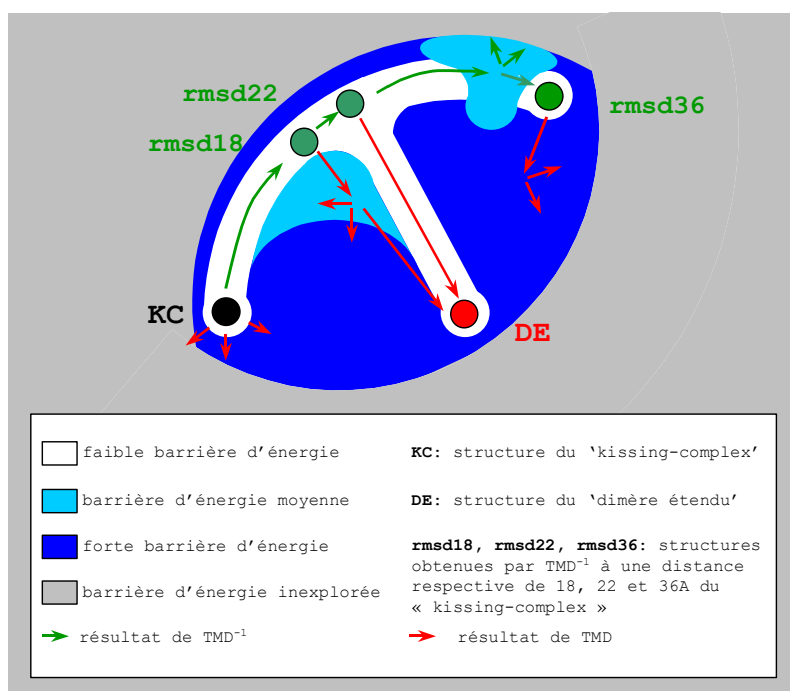 rmsd22
rmsd36
rmsd18
KC
DE
faible barrière d'énergie
barrière d'énergie moyenne
forte barrière d'énergie
barrière d'énergie inexplorée
résultat de TMD⁻¹
KC: structure du ‘kissing-complex’
DE: structure du ‘dimère étendu’
rmsd18, rmsd22, rmsd36: structures
obtenues par TMD⁻¹ à une distance
respective de 18, 22 et 36A du
« kissing-complex »
résultat de TMD